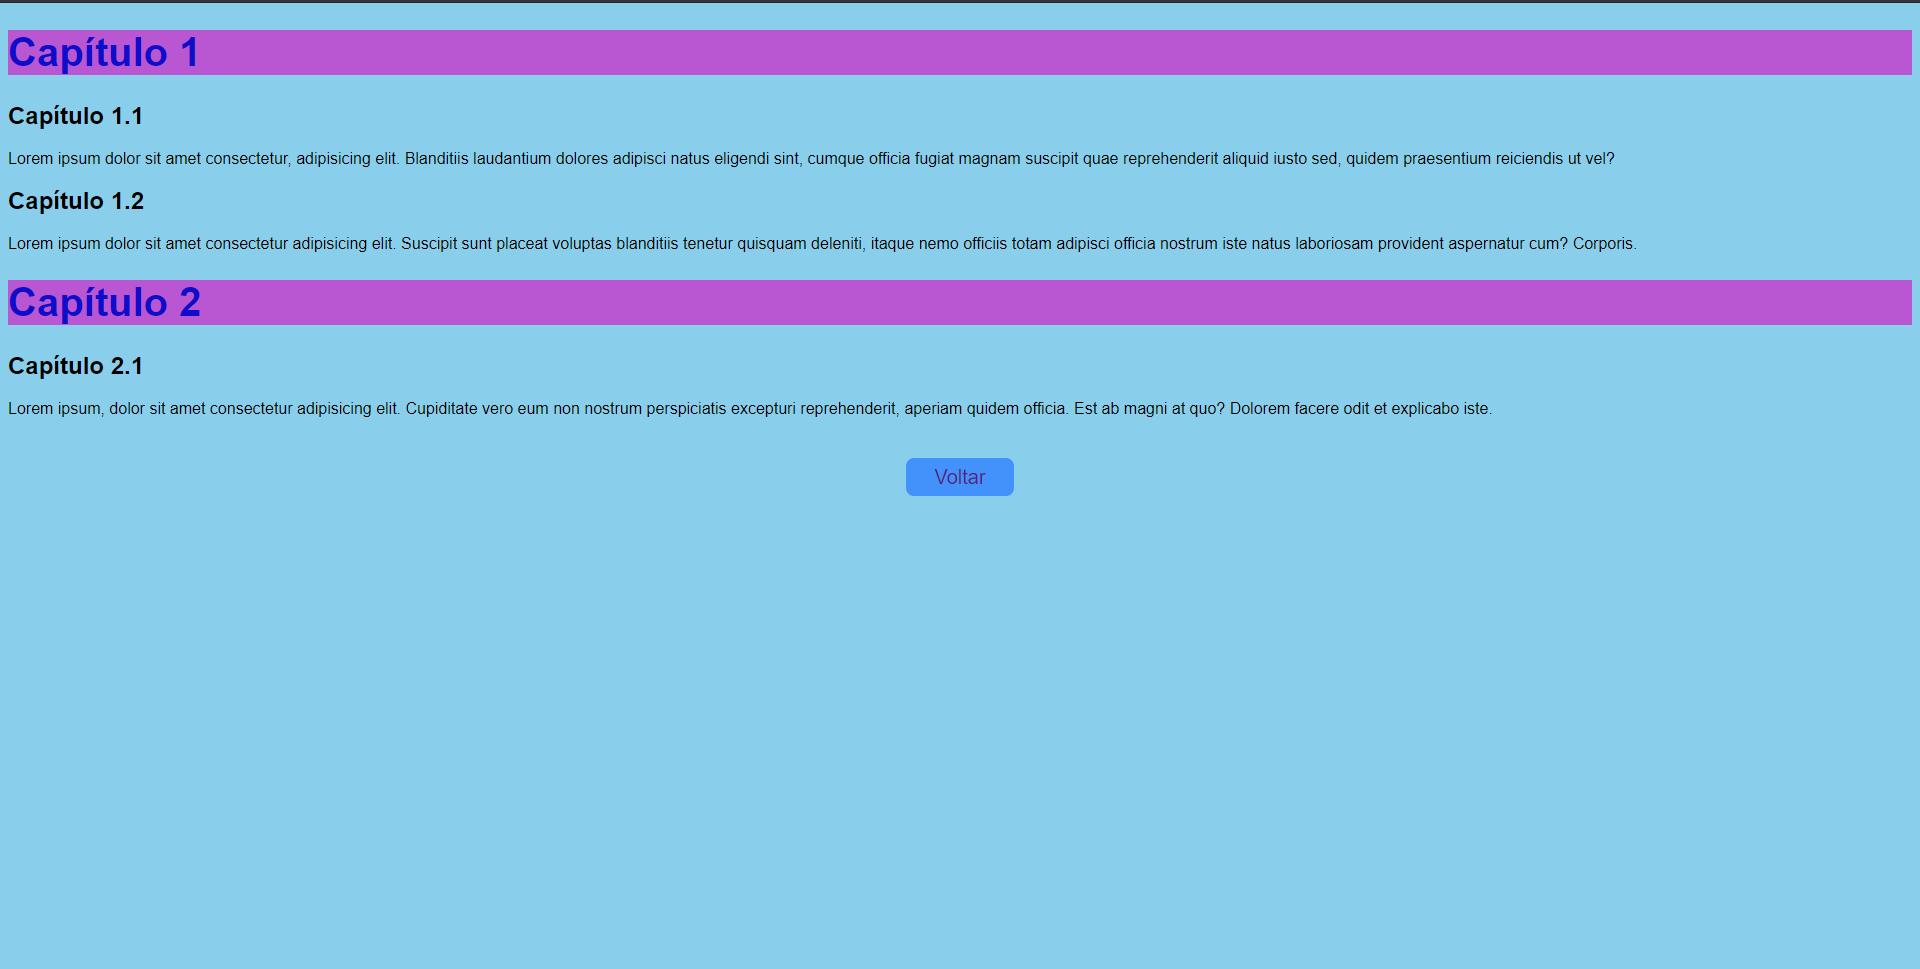 Capítulo 1
Capítulo 1.1
Lorem ipsum dolor sit amet consectetur, adipisicing elit. Blanditiis laudantium dolores adipisci natus eligendi sint, cumque officia fugiat magnam suscipit quae reprehenderit aliquid iusto sed, quidem praesentium reiciendis ut vel?
Capítulo 1.2
Lorem ipsum dolor sit amet consectetur adipisicing elit. Suscipit sunt placeat voluptas blanditiis tenetur quisquam deleniti, itaque nemo officiis totam adipisci officia nostrum iste natus laboriosam provident aspernatur cum? Corporis.
Capítulo 2
Capítulo 2.1
Lorem ipsum, dolor sit amet consectetur adipisicing elit. Cupiditate vero eum non nostrum perspiciatis excepturi reprehenderit, aperiam quidem officia. Est ab magni at quo? Dolorem facere odit et explicabo iste.
Voltar